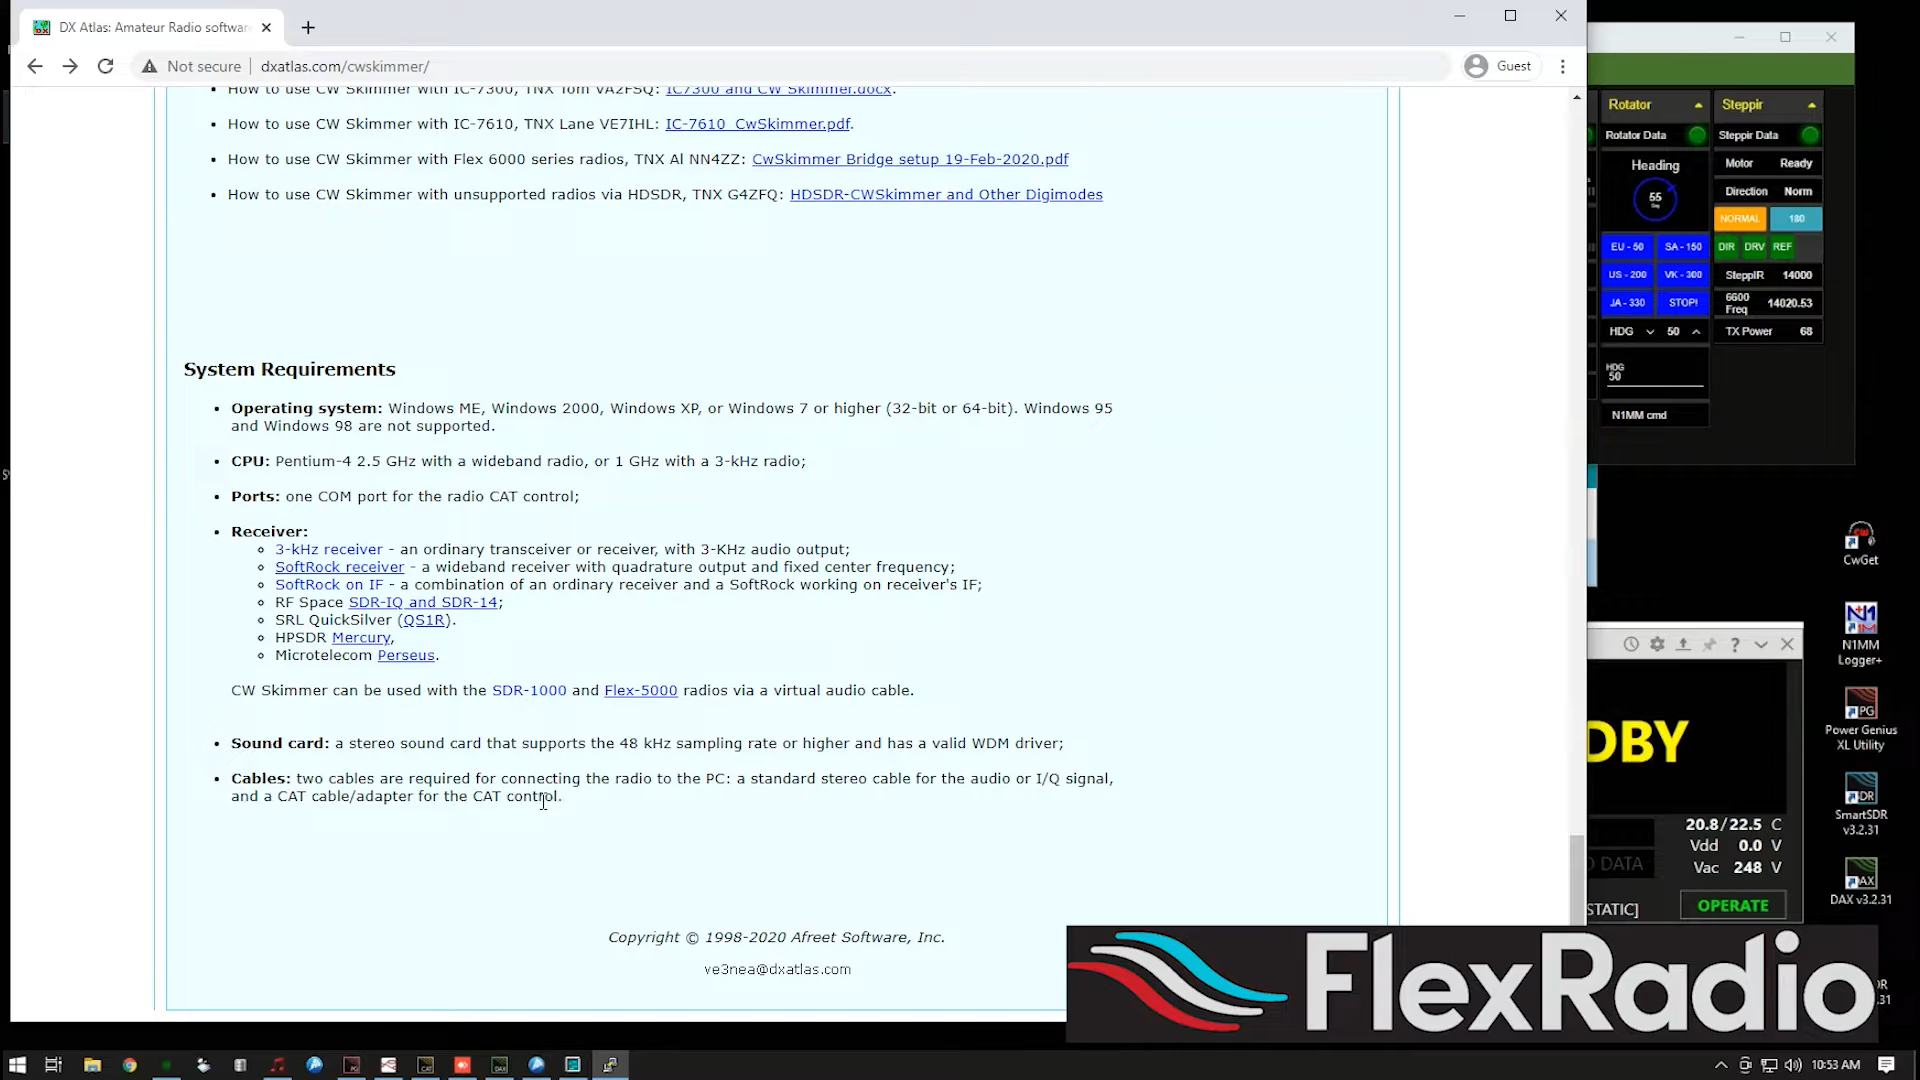 DX Atlas: Amateur Radio softwar
Not secure
dxatlas.com/cwskimmer/
Guest
How to use CW Skimmer with IC-7300, TNX Tom VA2FSQ: IC7300 and CW Skimmer.docx.
How to use CW Skimmer with IC-7610, TNX Lane VE7IHL: IC-7610_CwSkimmer.pdf.
How to use CW Skimmer with Flex 6000 series radios, TNX Al NN4ZZ: CwSkimmer Bridge setup 19-Feb-2020.pdf
How to use CW Skimmer with unsupported radios via HDSDR, TNX G4ZFQ: HDSDR-CWSkimmer and Other Digimodes
System Requirements
Operating system: Windows ME, Windows 2000, Windows XP, or Windows 7 or higher (32-bit or 64-bit). Windows 95
and Windows 98 are not supported.
CPU: Pentium-4 2.5 GHz with a wideband radio, or 1 GHz with a 3-kHz radio;
Ports: one COM port for the radio CAT control;
Receiver:
3-kHz receiver - an ordinary transceiver or receiver, with 3-KHz audio output;
SoftRock receiver - a wideband receiver with quadrature output and fixed center frequency;
SoftRock on IF - a combination of an ordinary receiver and a SoftRock working on receiver's IF;
RF Space SDR-IQ and SDR-14;
SRL QuickSilver (QS1R).
HPSDR Mercury,
Microtelecom Perseus.
CW Skimmer can be used with the SDR-1000 and Flex-5000 radios via a virtual audio cable.
Sound card: a stereo sound card that supports the 48 kHz sampling rate or higher and has a valid WDM driver;
Cables: two cables are required for connecting the radio to the PC: a standard stereo cable for the audio or I/Q signal,
and a CAT cable/adapter for the CAT control.
Copyright © 1998-2020 Afreet Software, Inc.
ve3nea@dxatlas.com
Rotator
Steppir
Rotator Data
Steppir Data
Heading
Motor Ready
55
Direction Norm
NORMAL 180
EU - 50 SA - 150
DIR DRV REF
US - 200 VK - 300
SteppIR 14000
JA - 330 STOP!
6600
Freq 14020.53
HDG 50
TX Power 68
HDG
50
N1MM cmd
CwGet
N1MM
Logger+
PG
Power Genius
XL Utility
SmartSDR
v3.2.31
DAX v3.2.31
DBY
20.8/22.5 C
Vdd 0.0 V
DATA
Vac 248 V
STATIC]
OPERATE
FlexRadio
DR
.31
10:53 AM